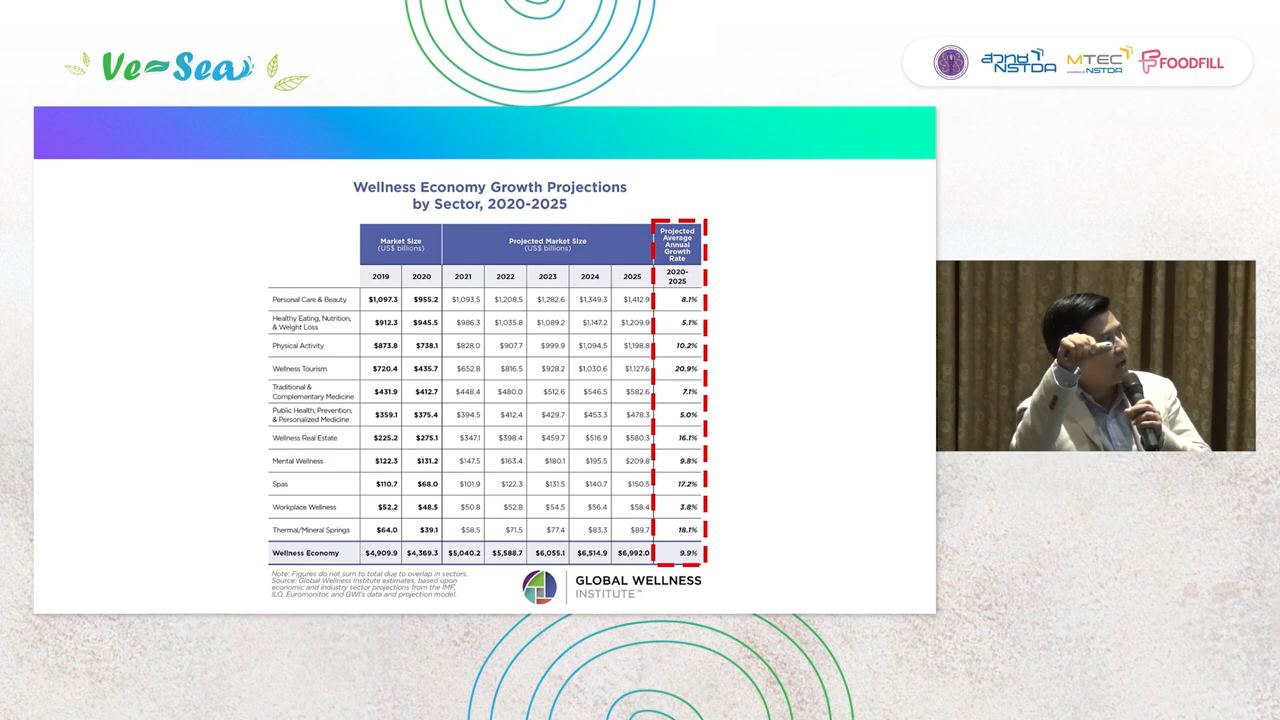 Ve-Sea
สวทช
NSTDA
MTEC
NSTDA
FOODFILL
Wellness Economy Growth Projections
by Sector, 2020-2025
Market Size
(US$ billions)
Projected Market Size
(US$ billions)
Projected
Average
Annual
Growth
Rate
2019 2020 2021 2022 2023 2024 2025 2020-
2025
Personal Care & Beauty $1,097.3 $955.2 $1,093.5 $1,208.5 $1,282.6 $1,349.3 $1,412.9 8.1%
Healthy Eating, Nutrition,
& Weight Loss $912.3 $945.5 $986.3 $1,035.8 $1,089.2 $1,147.2 $1,209.9 5.1%
Physical Activity $873.8 $738.1 $828.0 $907.7 $999.9 $1,094.5 $1,198.8 10.2%
Wellness Tourism $720.4 $435.7 $652.8 $816.5 $928.2 $1,030.6 $1,127.6 20.9%
Traditional &
Complementary Medicine $431.9 $412.7 $448.4 $480.0 $512.6 $546.5 $582.6 7.1%
Public Health, Prevention,
& Personalized Medicine $359.1 $375.4 $394.5 $412.4 $429.7 $453.3 $478.3 5.0%
Wellness Real Estate $225.2 $275.1 $347.1 $398.4 $459.7 $516.9 $580.3 16.1%
Mental Wellness $122.3 $131.2 $147.5 $163.4 $180.1 $195.5 $209.8 9.8%
Spas $110.7 $68.0 $101.9 $122.3 $131.5 $140.7 $150.5 17.2%
Workplace Wellness $52.2 $48.5 $50.8 $52.8 $54.5 $56.4 $58.4 3.8%
Thermal/Mineral Springs $64.0 $39.1 $58.5 $71.5 $77.4 $83.3 $89.7 18.1%
Wellness Economy $4,909.9 $4,369.3 $5,040.2 $5,588.7 $6,055.1 $6,514.9 $6,992.0 9.9%
Note: Figures do not sum to total due to overlap in sectors.
Source: Global Wellness Institute estimates, based upon
economic and industry sector projections from the IMF,
ILO, Euromonitor, and GWI's data and projection model.
GLOBAL WELLNESS
INSTITUTE™